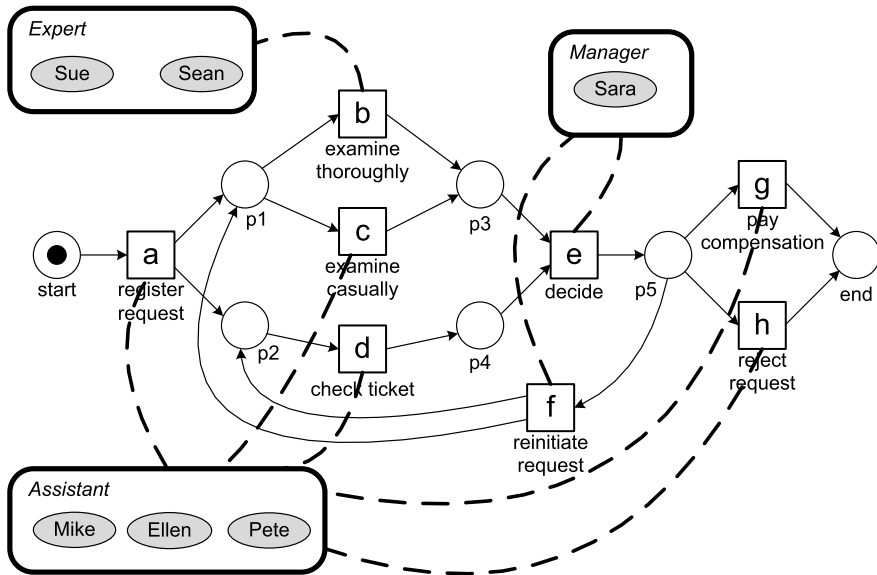 Expert
Sue
Sean
Manager
Sara
b
examine
thoroughly
g
pay
compensation
p1
p3
c
examine
casually
a
register
request
start
e
decide
p5
end
p2
d
check ticket
p4
h
reject
request
f
reinitiate
request
Assistant
Mike
Ellen
Pete